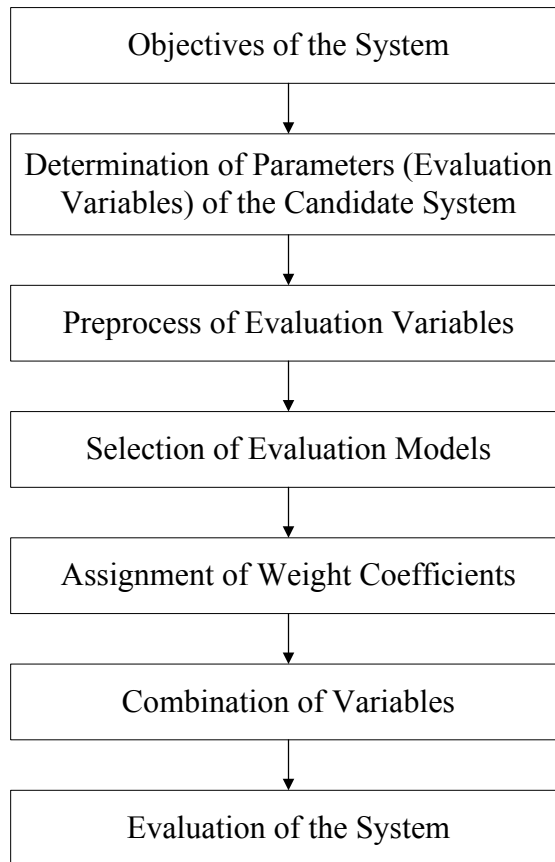 Objectives of the System
Determination of Parameters (Evaluation
Variables) of the Candidate System
Preprocess of Evaluation Variables
Selection of Evaluation Models
Assignment of Weight Coefficients
Combination of Variables
Evaluation of the System